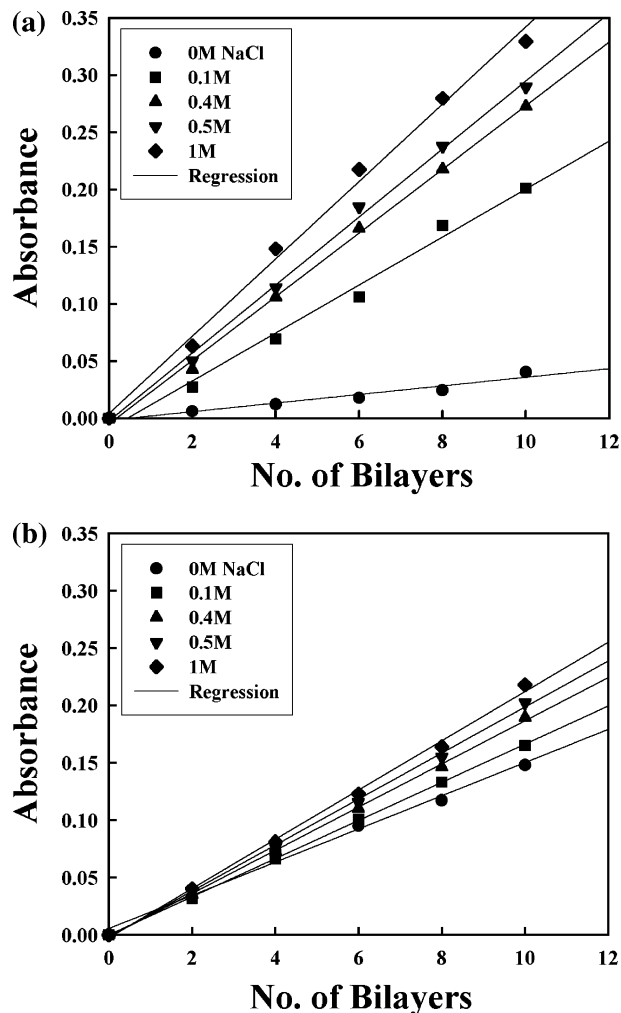 (a)
0.35
0.30
0.25
0.20
0.15
0.10
0.05
0.00
Absorbance
0M NaCl
0.1M
0.4M
0.5M
1M
Regression
0 2 4 6 8 10 12
No. of Bilayers
(b)
0.35
0.30
0.25
0.20
0.15
0.10
0.05
0.00
Absorbance
0M NaCl
0.1M
0.4M
0.5M
1M
Regression
0 2 4 6 8 10 12
No. of Bilayers